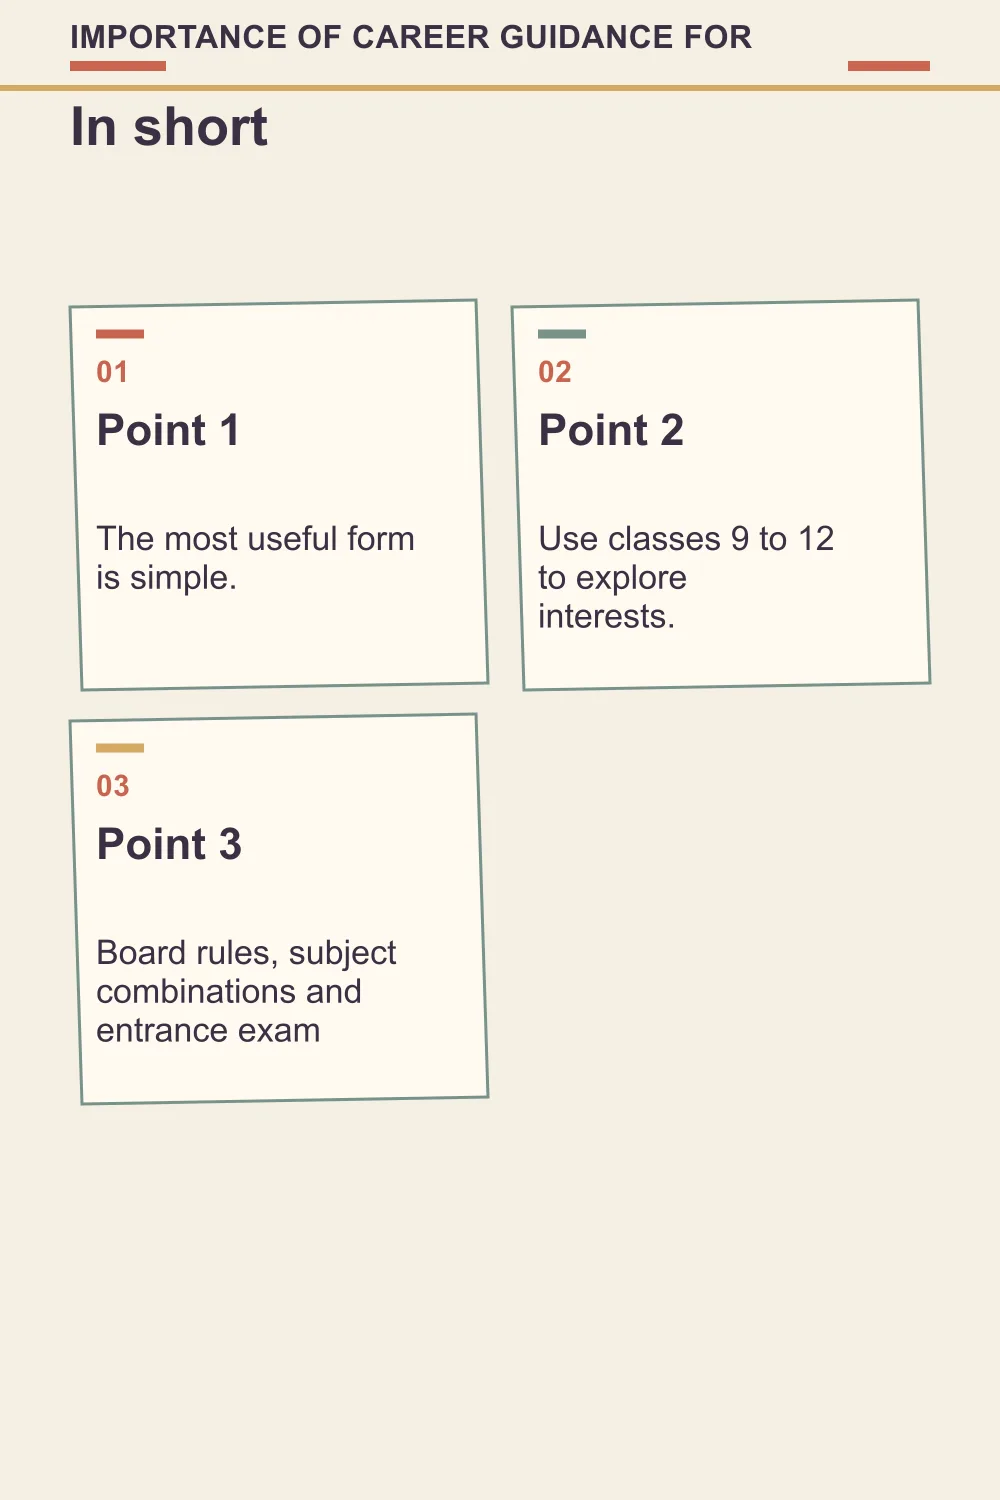 IMPORTANCE OF CAREER GUIDANCE FOR
In short
01
Point 1
The most useful form
is simple.
02
Point 2
Use classes 9 to 12
to explore
interests.
03
Point 3
Board rules, subject
combinations and
entrance exam